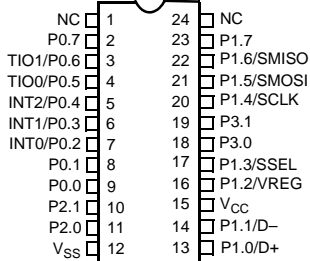 NC 1 24 NC
P0.7 2 23 P1.7
TIO1/P0.6 3 22 P1.6/SMISO
TIO0/P0.5 4 21 P1.5/SMOSI
INT2/P0.4 5 20 P1.4/SCLK
INT1/P0.3 6 19 P3.1
INT0/P0.2 7 18 P3.0
P0.1 8 17 P1.3/SSEL
P0.0 9 16 P1.2/VREG
P2.1 10 15 VCC
P2.0 11 14 P1.1/D–
VSS 12 13 P1.0/D+